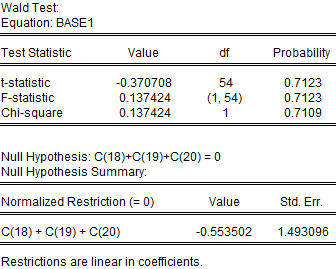 Wald Test:
Equation: BASE1
Test Statistic Value df Probability
t-statistic -0.370708 54 0.7123
F-statistic 0.137424 (1, 54) 0.7123
Chi-square 0.137424 1 0.7109
Null Hypothesis: C(18)+C(19)+C(20) = 0
Null Hypothesis Summary:
Normalized Restriction (= 0) Value Std. Err.
C(18) + C(19) + C(20) -0.553502 1.493096
Restrictions are linear in coefficients.